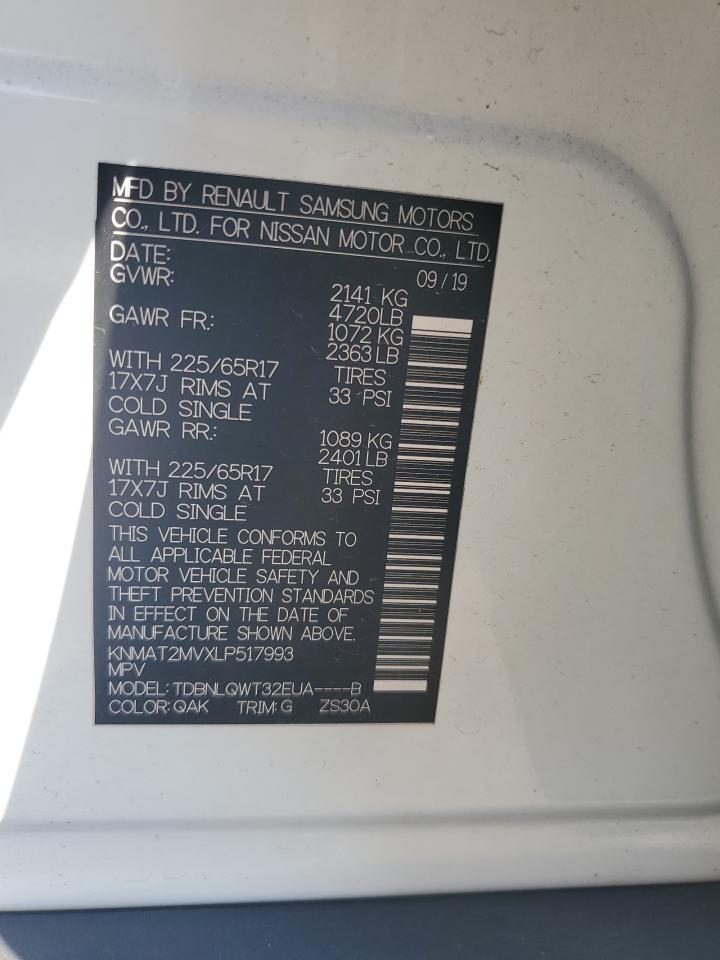 MFD BY RENAULT SAMSUNG MOTORS
CO., LTD. FOR NISSAN MOTOR CO., LTD.
DATE: 09/19
GVWR: 2141 KG
4720LB
GAWR FR.: 1072 KG
2363LB
WITH 225/65R17 TIRES
17X7J RIMS AT 33 PSI
COLD SINGLE
GAWR RR.: 1089 KG
2401LB
WITH 225/65R17 TIRES
17X7J RIMS AT 33 PSI
COLD SINGLE
THIS VEHICLE CONFORMS TO
ALL APPLICABLE FEDERAL
MOTOR VEHICLE SAFETY AND
THEFT PREVENTION STANDARDS
IN EFFECT ON THE DATE OF
MANUFACTURE SHOWN ABOVE.
KNMAT2MVXLP517993
MPV
MODEL: TDBNLQWT32EUA----B
COLOR: QAK TRIM: G ZS30A